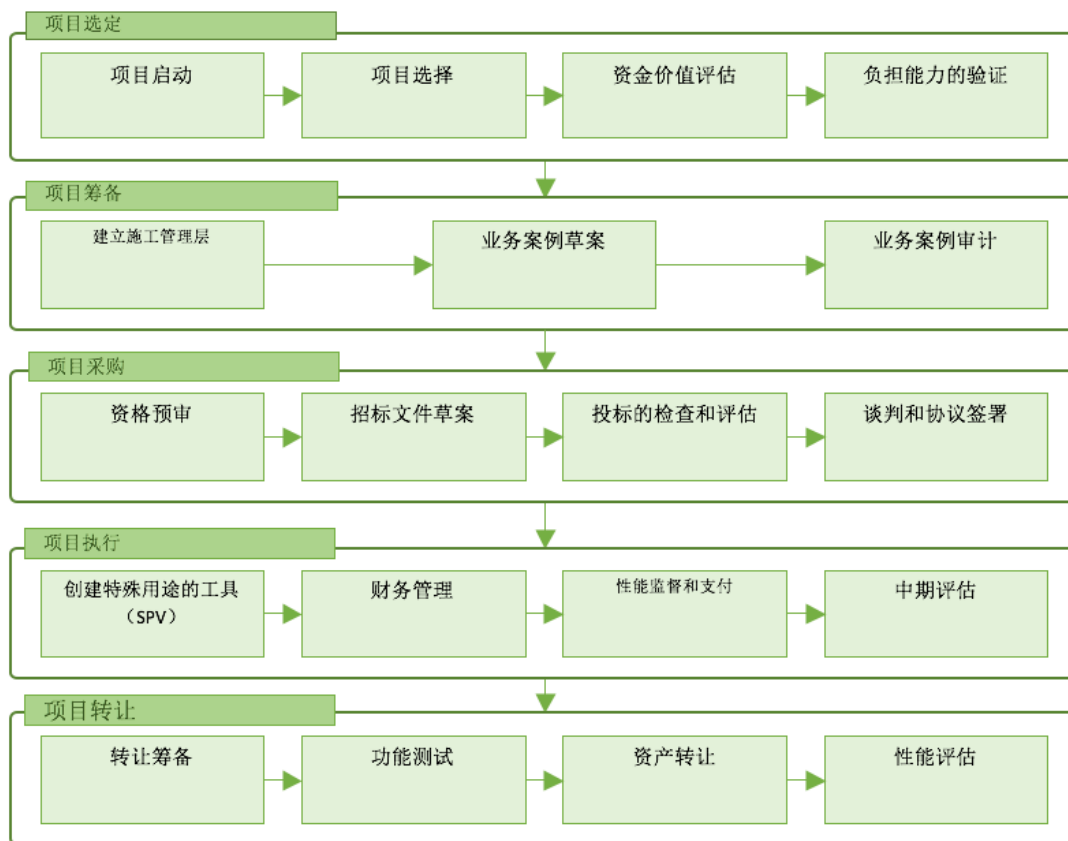 项目选定
项目启动
项目选择
资金价值评估
负担能力的验证
项目筹备
建立施工管理层
业务案例草案
业务案例审计
项目采购
资格预审
招标文件草案
投标的检查和评估
谈判和协议签署
项目执行
创建特殊用途的工具
（SPV）
财务管理
性能监督和支付
中期评估
项目转让
转让筹备
功能测试
资产转让
性能评估